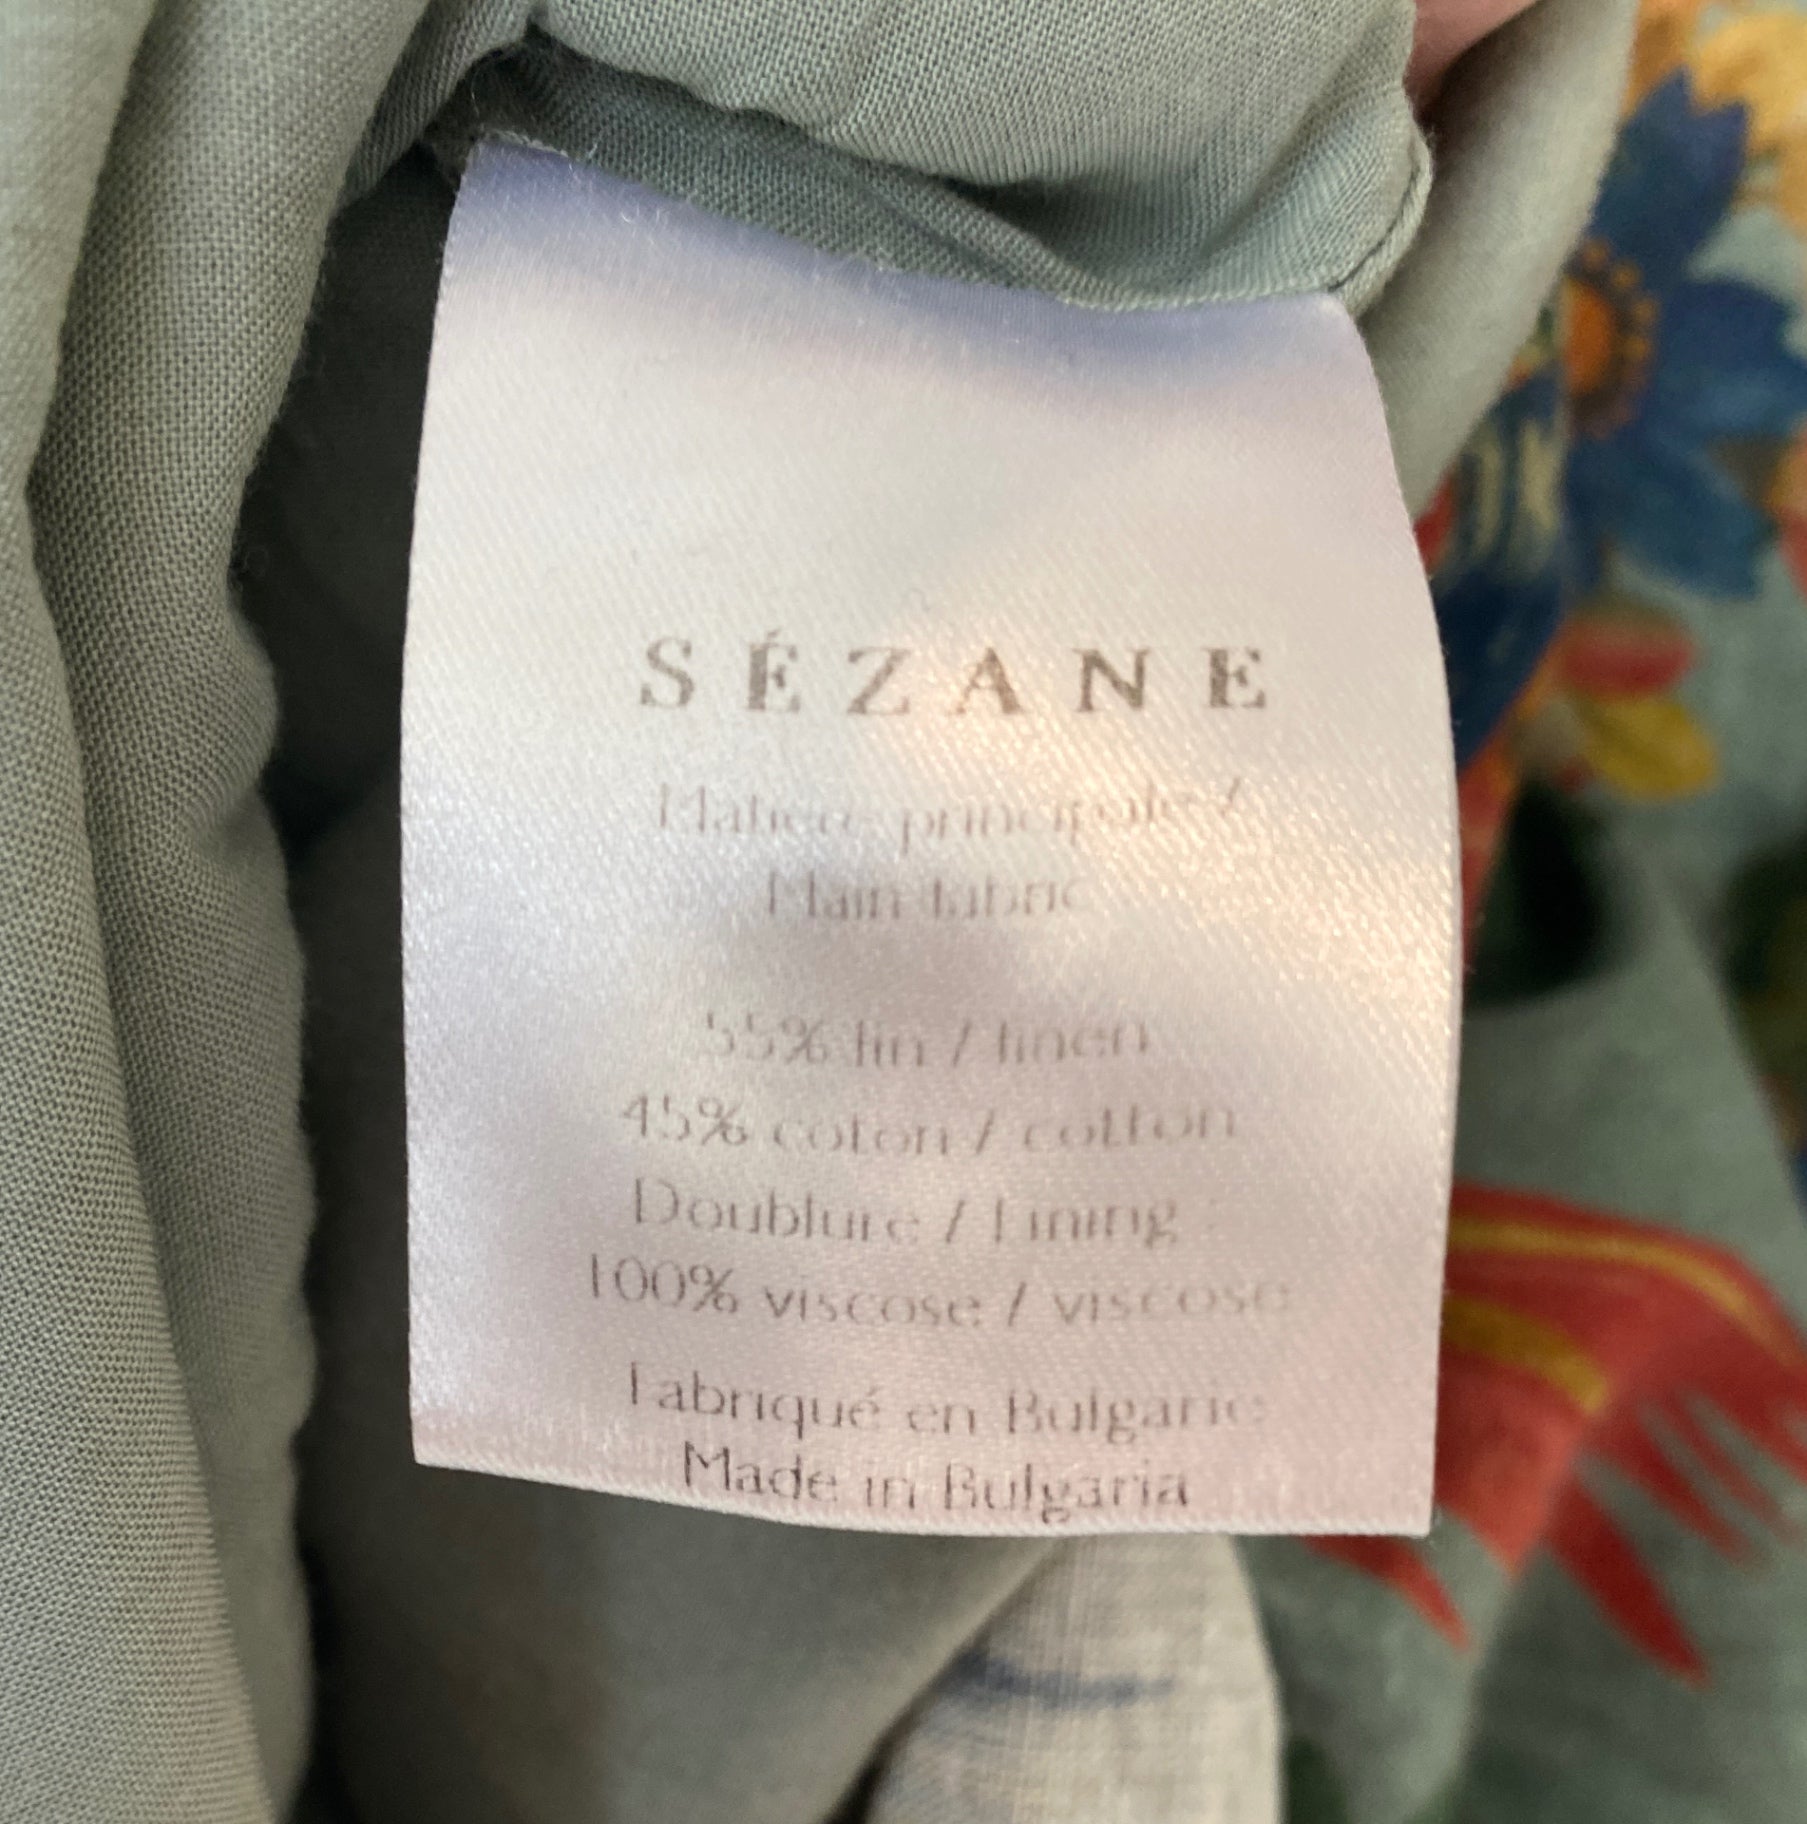 SÉZANE
Matière principale /
Main fabric
55% lin / linen
45% coton / cotton
Doublure / Lining :
100% viscose / viscose
Fabriqué en Bulgarie
Made in Bulgaria